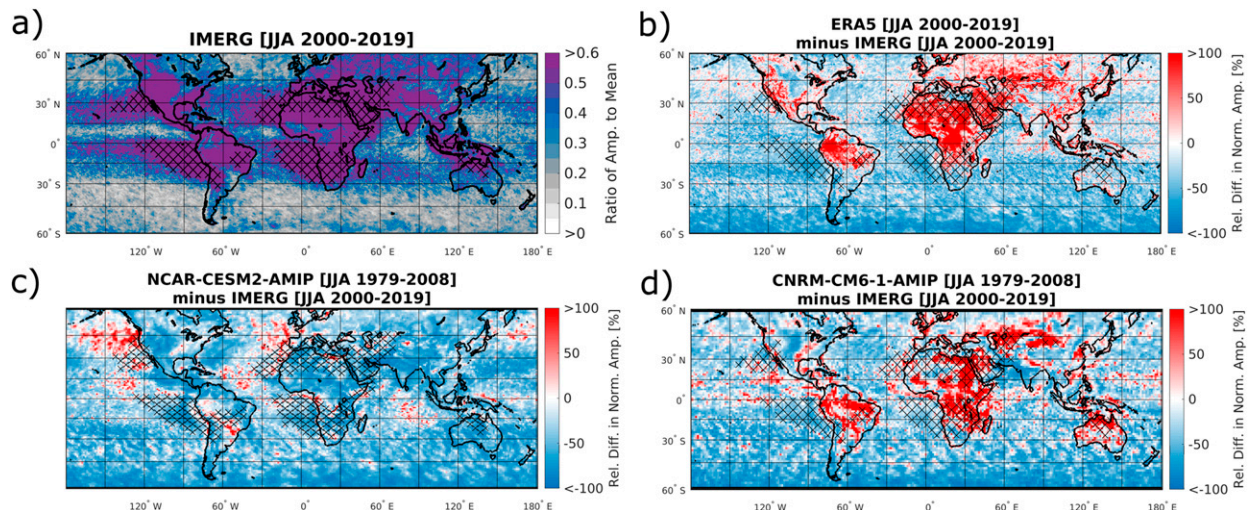 a)
IMERG [JJA 2000-2019]
60° N
30° N
0°
30° S
60° S
120° W
60° W
0°
60° E
120° E
180° E
>0.6
0.5
0.4
0.3
0.2
0.1
>0
Ratio of Amp. to Mean
b)
ERA5 [JJA 2000-2019]
minus IMERG [JJA 2000-2019]
60° N
30° N
0°
30° S
60° S
120° W
60° W
0°
60° E
120° E
180° E
>100
50
0
-50
<-100
Rel. Diff. in Norm. Amp. [%]
c)
NCAR-CESM2-AMIP [JJA 1979-2008]
minus IMERG [JJA 2000-2019]
120° W
60° W
0°
60° E
120° E
180° E
>100
50
0
-50
<-100
Rel. Diff. in Norm. Amp. [%]
d)
CNRM-CM6-1-AMIP [JJA 1979-2008]
minus IMERG [JJA 2000-2019]
60° N
30° N
0°
30° S
60° S
120° W
60° W
0°
60° E
120° E
180° E
>100
50
0
-50
<-100
Rel. Diff. in Norm. Amp. [%]